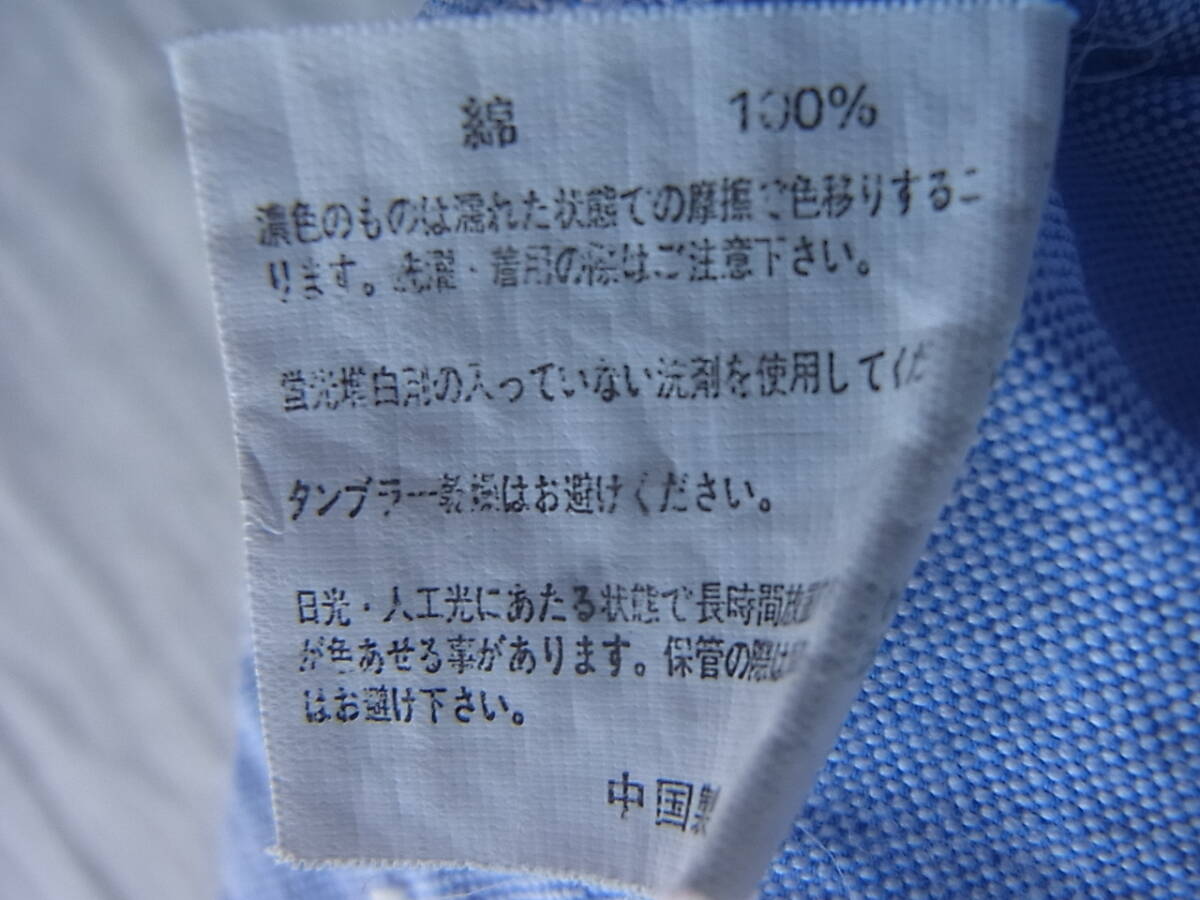 綿 100%
濃色のものは濡れた状態での摩擦で色移りするこ
ります。洗濯・着用の際はご注意下さい。
蛍光増白剤の入っていない洗剤を使用してくだ
タンブラー乾燥はお避けください。
日光・人工光にあたる状態で長時間放置
が色あせる事があります。保管の際は
はお避け下さい。
中国製